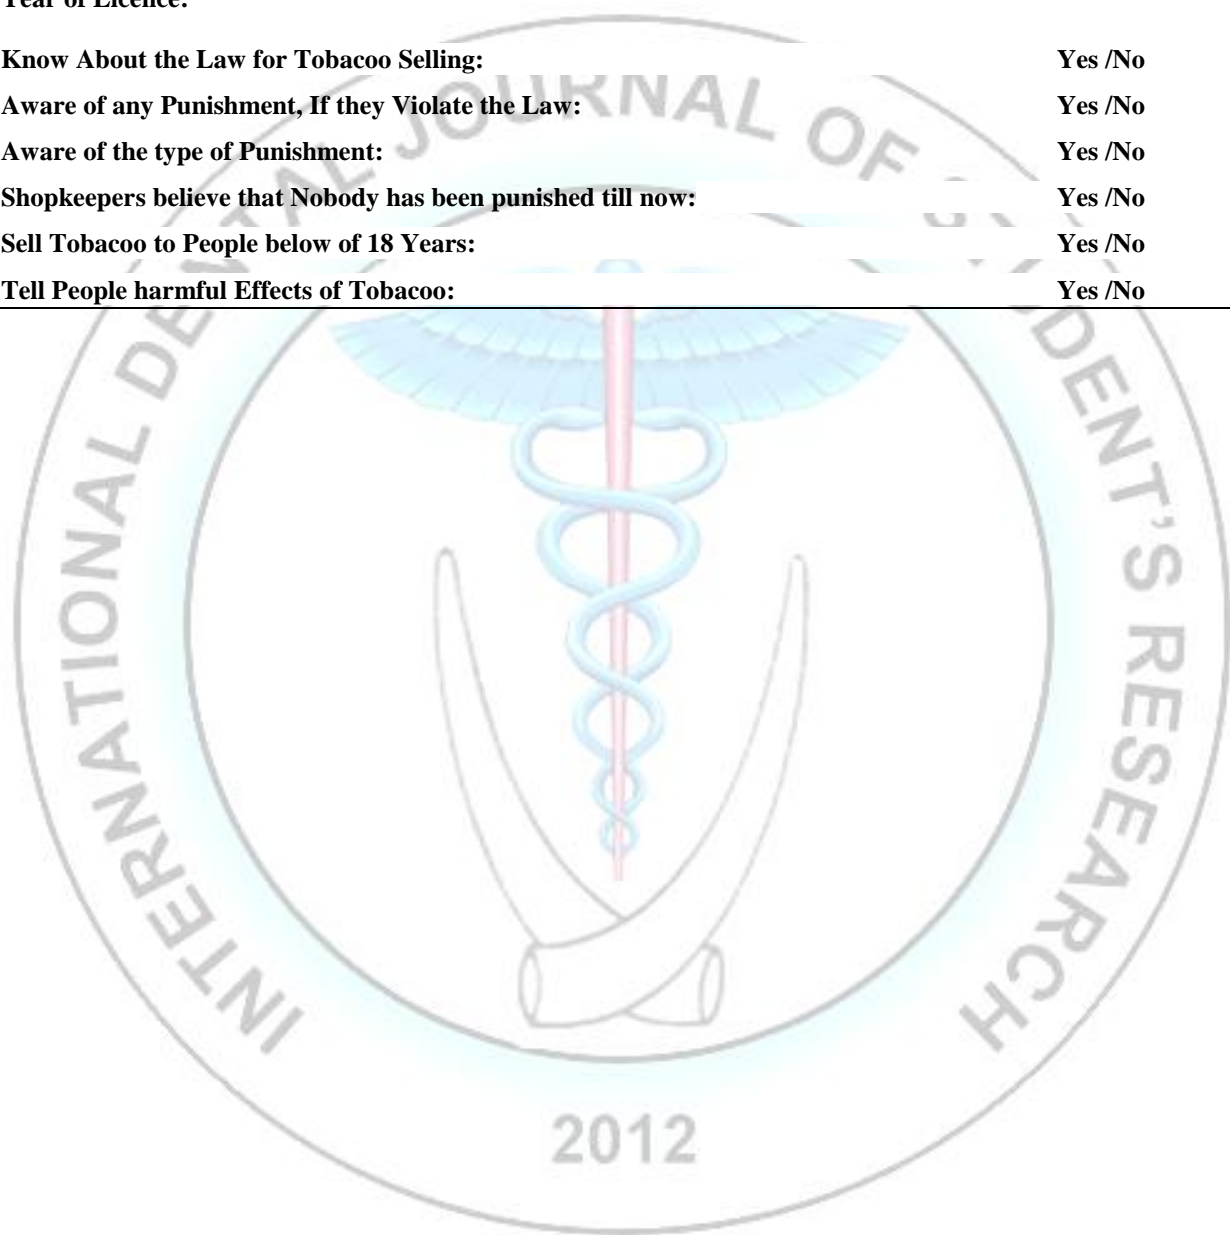 Year of Licence:
Know About the Law for Tobacoo Selling: Yes /No
Aware of any Punishment, If they Violate the Law: Yes /No
Aware of the type of Punishment: Yes /No
Shopkeepers believe that Nobody has been punished till now: Yes /No
Sell Tobacoo to People below of 18 Years: Yes /No
Tell People harmful Effects of Tobacoo: Yes /No
INTERNATIONAL DENTAL JOURNAL OF STUDENT'S RESEARCH
2012